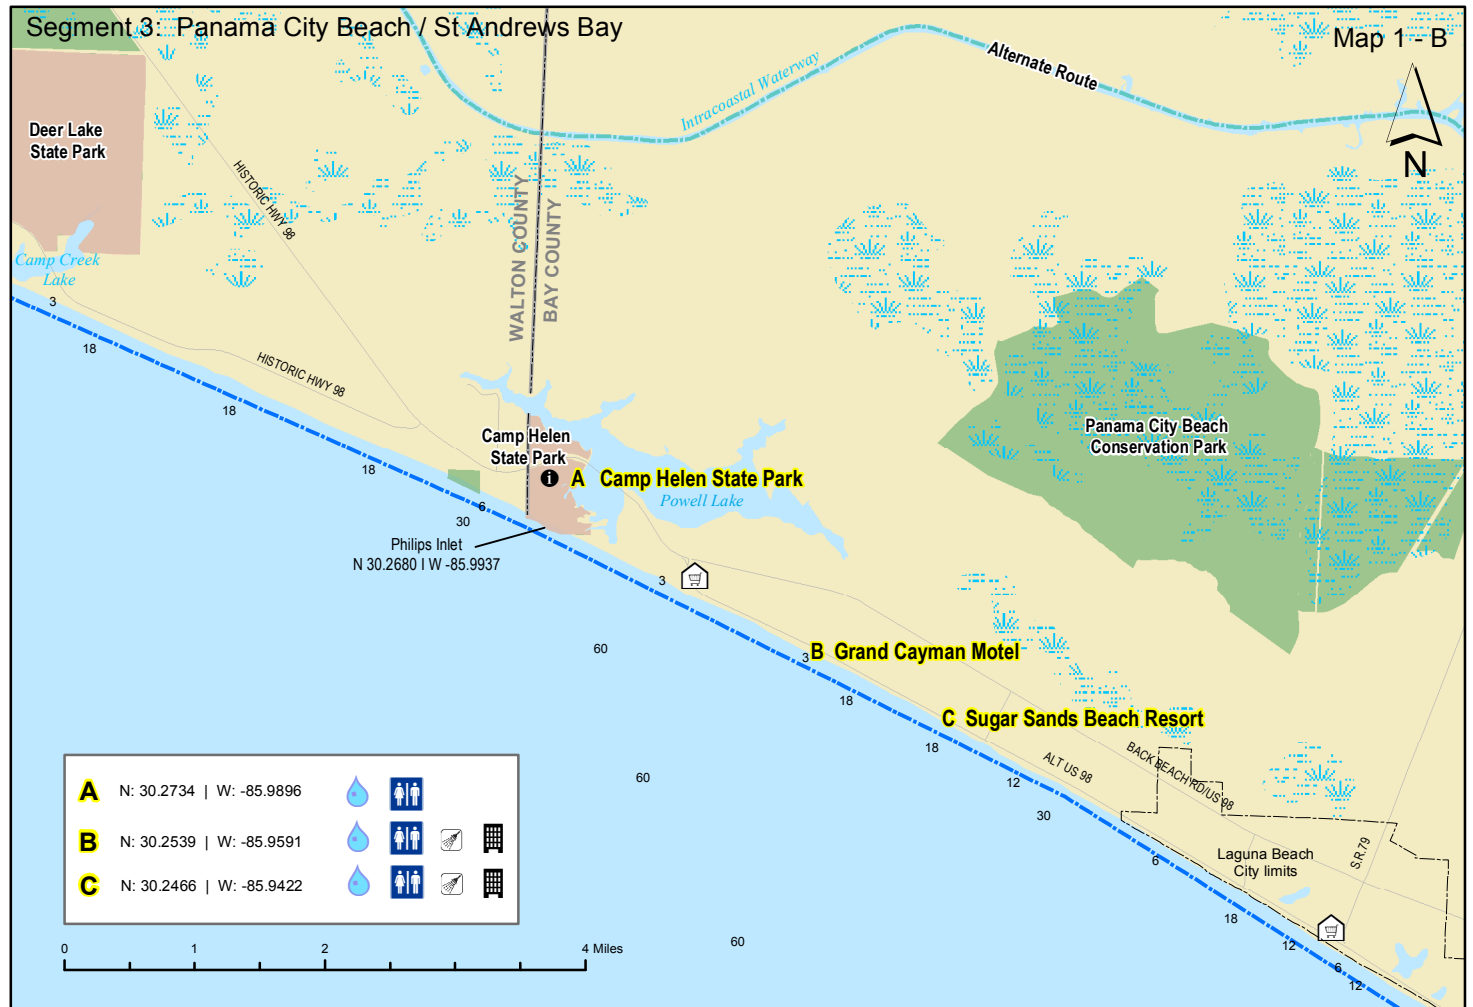 Segment 3: Panama City Beach / St Andrews Bay
Map 1 - B
Alternate Route
Intracoastal Waterway
N
Deer Lake
State Park
HISTORIC HWY 98
WALTON COUNTY
BAY COUNTY
Camp Creek
Lake
3
18
HISTORIC HWY 98
18
18
Camp Helen
State Park
i
A Camp Helen State Park
Powell Lake
Panama City Beach
Conservation Park
6
30
Philips Inlet
N 30.2680 I W -85.9937
3
60
3
B Grand Cayman Motel
18
C Sugar Sands Beach Resort
18
ALT US 98
BACK BEACH RD/US 98
12
60
30
6
Laguna Beach
City limits
S.R.79
18
12
6
12
60
A N: 30.2734 | W: -85.9896
B N: 30.2539 | W: -85.9591
C N: 30.2466 | W: -85.9422
0 1 2 4 Miles